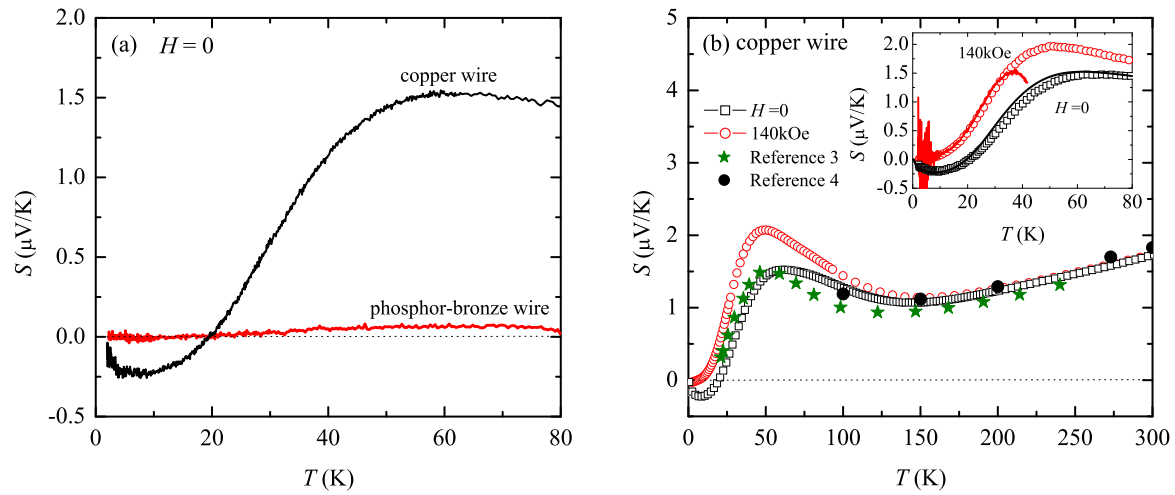 (a) H = 0
copper wire
phosphor-bronze wire
S (μV/K)
2.0
1.5
1.0
0.5
0.0
-0.5
0 20 40 60 80
T (K)
(b) copper wire
H = 0
140kOe
Reference 3
Reference 4
S (μV/K)
5
4
3
2
1
0
-1
0 50 100 150 200 250 300
T (K)
140kOe
H = 0
S (μV/K)
2.0
1.5
1.0
0.5
0.0
-0.5
0 20 40 60 80
T (K)